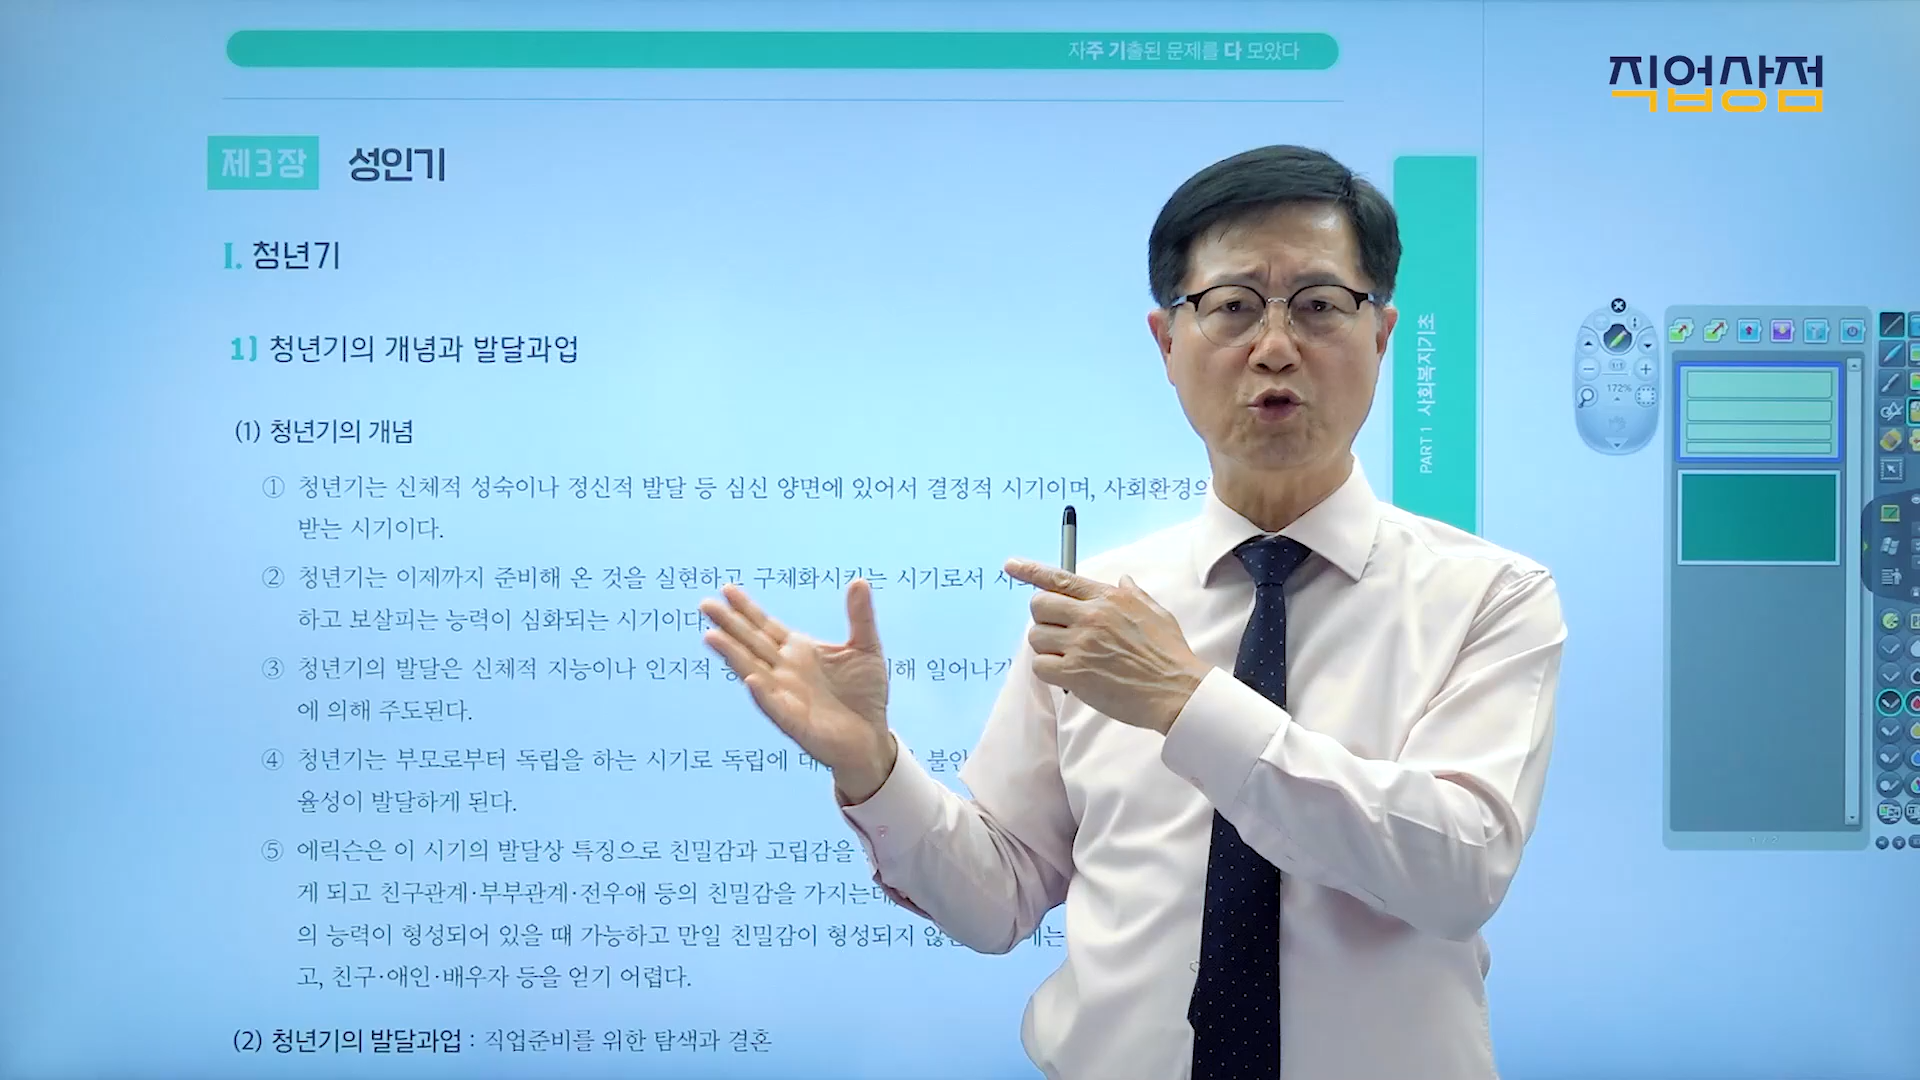 자주 기출된 문제를 다 모았다
직업상점
제3장 성인기
I. 청년기
1) 청년기의 개념과 발달과업
(1) 청년기의 개념
① 청년기는 신체적 성숙이나 정신적 발달 등 심신 양면에 있어서 결정적 시기이며, 사회환경의
받는 시기이다.
② 청년기는 이제까지 준비해 온 것을 실현하고 구체화시키는 시기로서
하고 보살피는 능력이 심화되는 시기이다.
③ 청년기의 발달은 신체적 지능이나 인지적 일어나기
에 의해 주도된다.
④ 청년기는 부모로부터 독립을 하는 시기로 독립에
율성이 발달하게 된다.
⑤ 에릭슨은 이 시기의 발달상 특징으로 친밀감과 고립감을
게 되고 친구관계·부부관계·전우애 등의 친밀감을 가지는데,
의 능력이 형성되어 있을 때 가능하고 만일 친밀감이 형성되지
고, 친구·애인·배우자 등을 얻기 어렵다.
(2) 청년기의 발달과업 : 직업준비를 위한 탐색과 결혼
PART 1 사회복지기초
172%